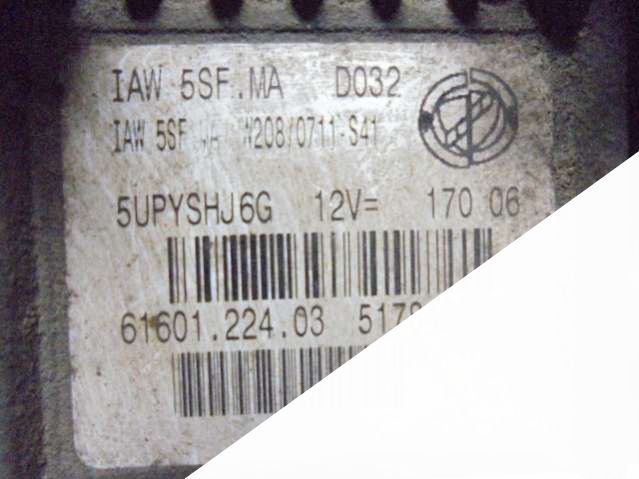 IAW 5SF.MA D032
IAW 5SF W208/0711-S41
5UPYSHJ6G 12V= 170 06
61601.224.03